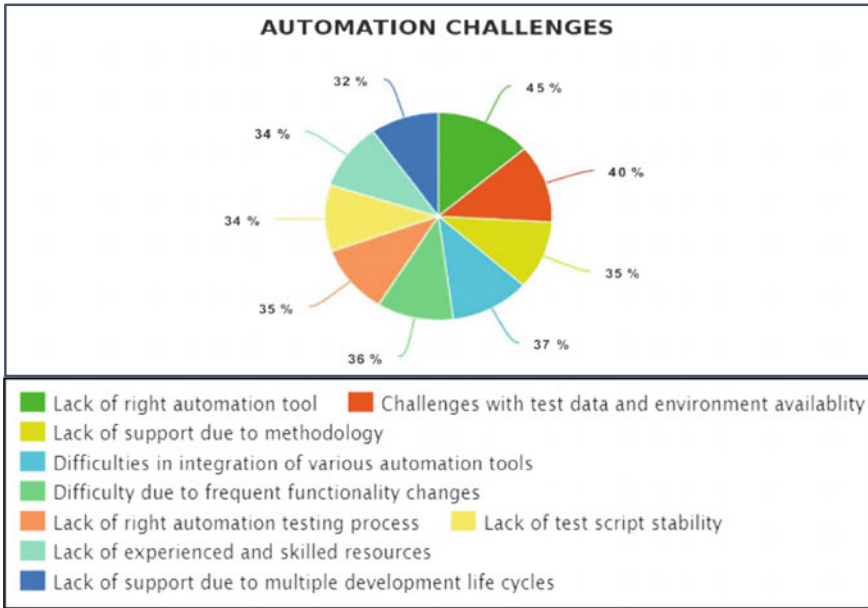 AUTOMATION CHALLENGES
32 %
45 %
34 %
40 %
34 %
35 %
35 %
37 %
36 %
Lack of right automation tool
Challenges with test data and environment availablity
Lack of support due to methodology
Difficulties in integration of various automation tools
Difficulty due to frequent functionality changes
Lack of right automation testing process
Lack of test script stability
Lack of experienced and skilled resources
Lack of support due to multiple development life cycles